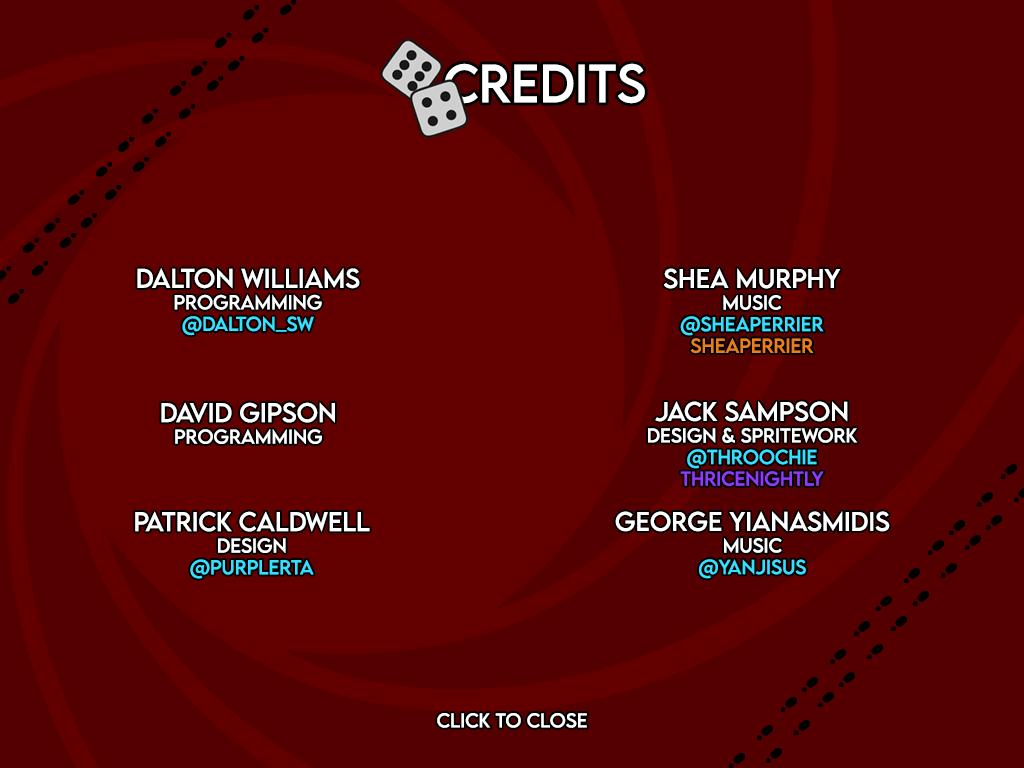 CREDITS
DALTON WILLIAMS
PROGRAMMING
@DALTON_SW
SHEA MURPHY
MUSIC
@SHEAPERRIER
SHEAPERRIER
DAVID GIPSON
PROGRAMMING
JACK SAMPSON
DESIGN & SPRITEWORK
@THROOCHIE
THRICENIGHTLY
PATRICK CALDWELL
DESIGN
@PURPLERTA
GEORGE YIANASMIDIS
MUSIC
@YANJISUS
CLICK TO CLOSE